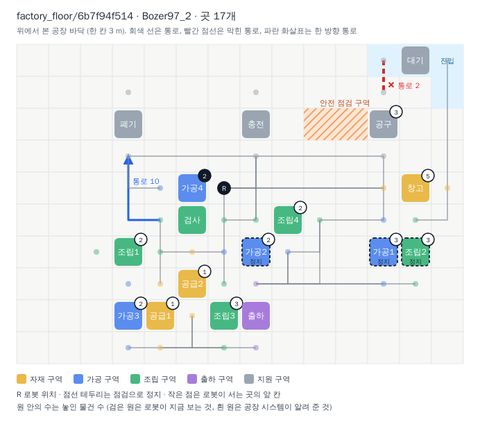 factory_floor/6b7f94f514 · Bozer97_2 · 곳 17개
위에서 본 공장 바닥 (한 칸 3 m). 회색 선은 통로, 빨간 점선은 막힌 통로, 파란 화살표는 한 방향 통로
대기
진입
✕ 통로 2
안전 점검 구역
3
폐기
충전
공구
통로 10
2
5
가공4
R
창고
2
검사
조립4
2
2
3
3
조립1
가공2
정지
가공1
정지
조립2
정지
1
공급2
2
1
3
가공3
공급1
조립3
출하
자재 구역
가공 구역
조립 구역
출하 구역
지원 구역
R 로봇 위치 · 점선 테두리는 점검으로 정지 · 작은 점은 로봇이 서는 곳의 앞 칸
원 안의 수는 놓인 물건 수 (검은 원은 로봇이 지금 보는 것, 흰 원은 공장 시스템이 알려 준 것)